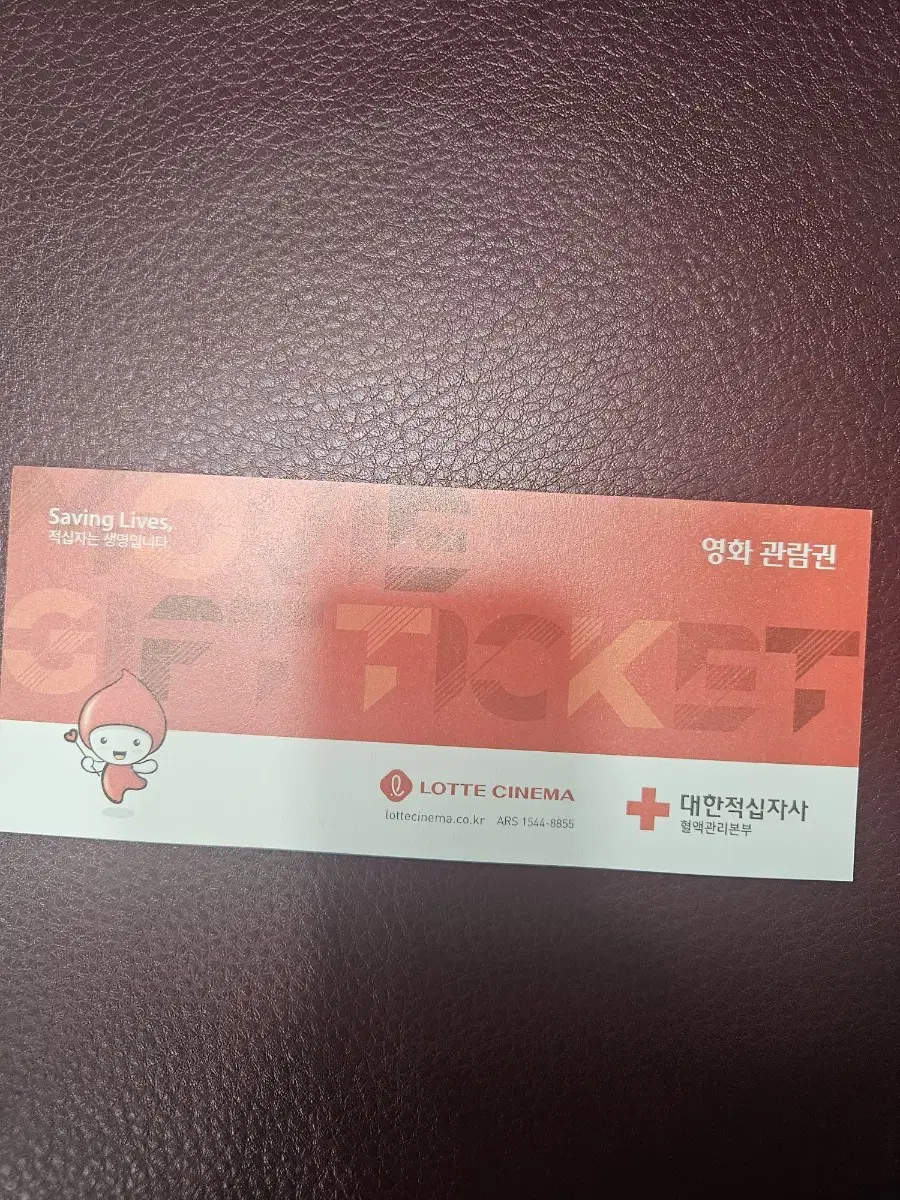 Saving Lives,
적십자는 생명입니다
영화 관람권
GIFT TICKET
LOTTE CINEMA
lottecinema.co.kr ARS 1544-8855
대한적십자사
혈액관리본부